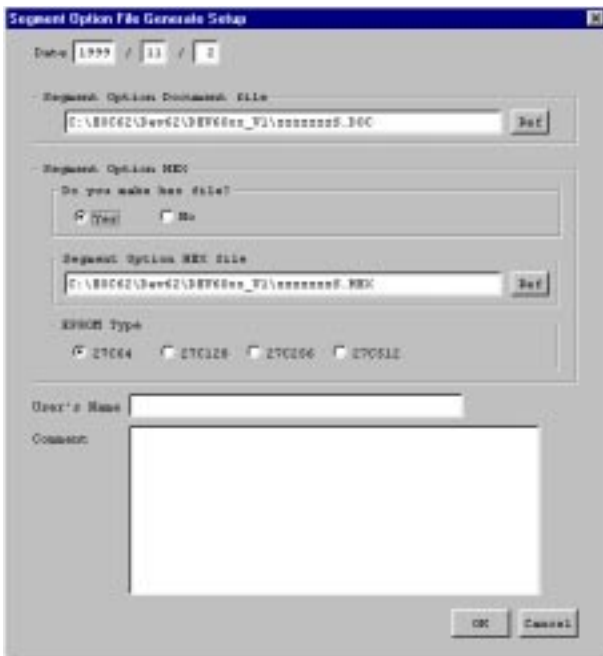 Segment Option File Generate Setup
Date 1999 / 11 / 2
Segment Option Document file
Ref
Segment Option HEX
Do you make hex file?
Yes No
Segment Option HEX file
Ref
EPROM Type
27C64 27C128 27C256 27C512
User's Name
Comment
OK Cancel